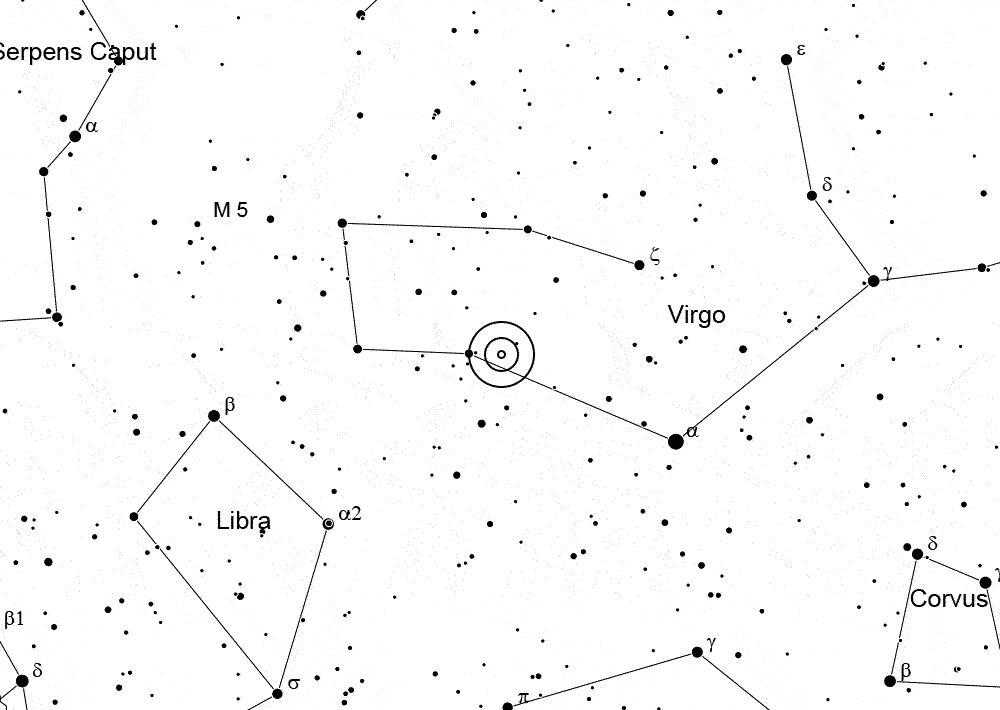 ε
Serpens Caput
α
δ
M 5
ζ
γ
Virgo
β
α
Libra
α2
δ
γ
Corvus
β1
γ
δ
σ
β
π